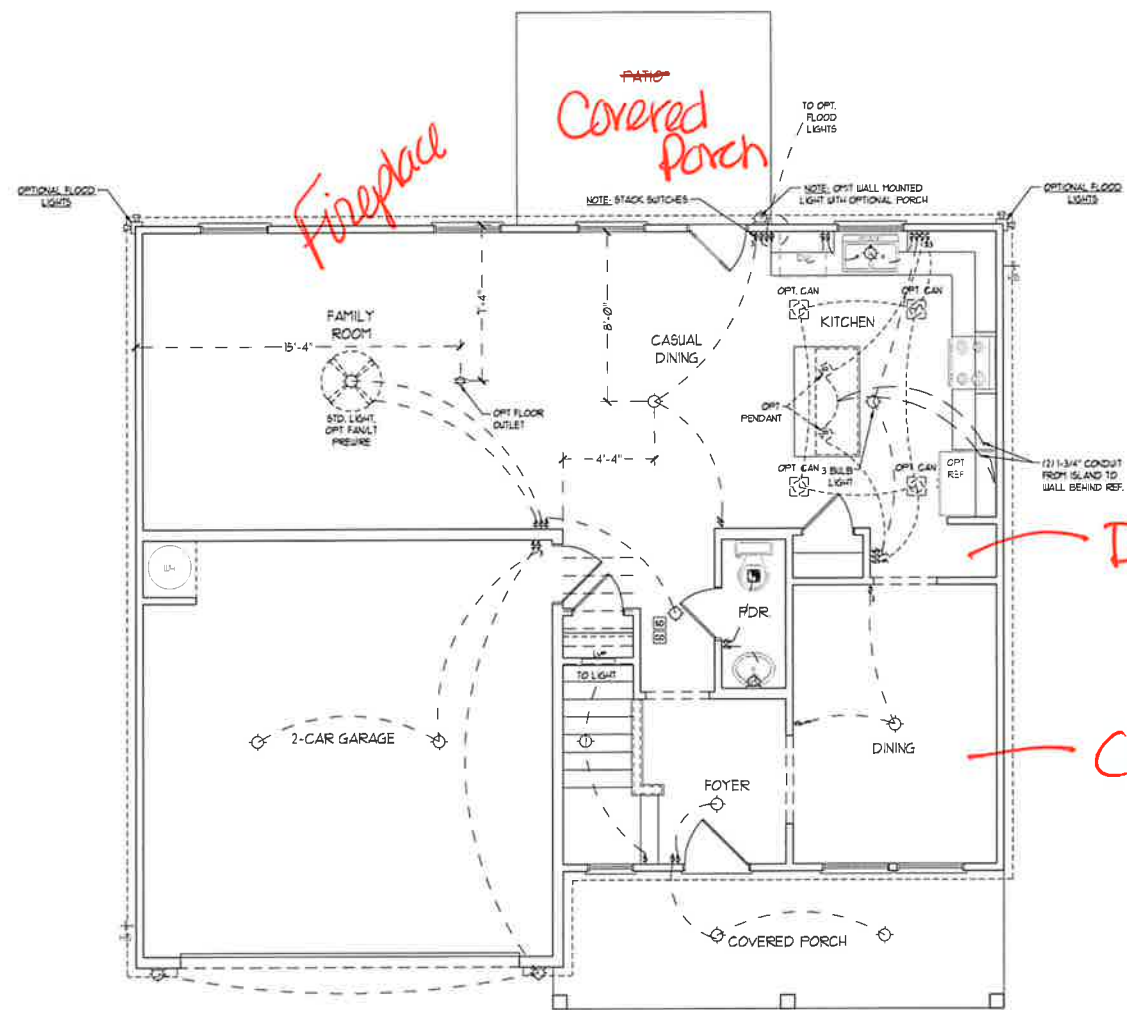 PATIO
Covered
Porch
Fireplace
TO OPT.
FLOOD
LIGHTS
OPTIONAL FLOOD
LIGHTS
NOTE: STACK SWITCHES
NOTE: OMIT WALL MOUNTED
LIGHT WITH OPTIONAL PORCH
OPTIONAL FLOOD
LIGHTS
7'-4"
8'-0"
OPT. CAN
OPT. CAN
KITCHEN
FAMILY
ROOM
15'-4"
CASUAL
DINING
STD. LIGHT,
OPT FAN/LT
PREWIRE
OPT FLOOR
OUTLET
OPT
PENDANT
4'-4"
OPT. CAN
3 BULB
LIGHT
OPT. CAN
OPT
REF
(2) 1-3/4" CONDUIT
FROM ISLAND TO
WALL BEHIND REF.
D
WH
PDR.
UP
TO LIGHT
2-CAR GARAGE
DINING
C
FOYER
COVERED PORCH